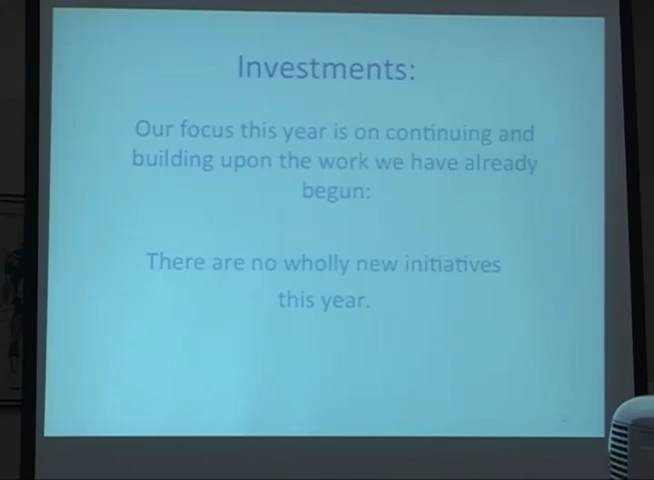 Investments:
Our focus this year is on continuing and
building upon the work we have already
begun:
There are no wholly new initiatives
this year.